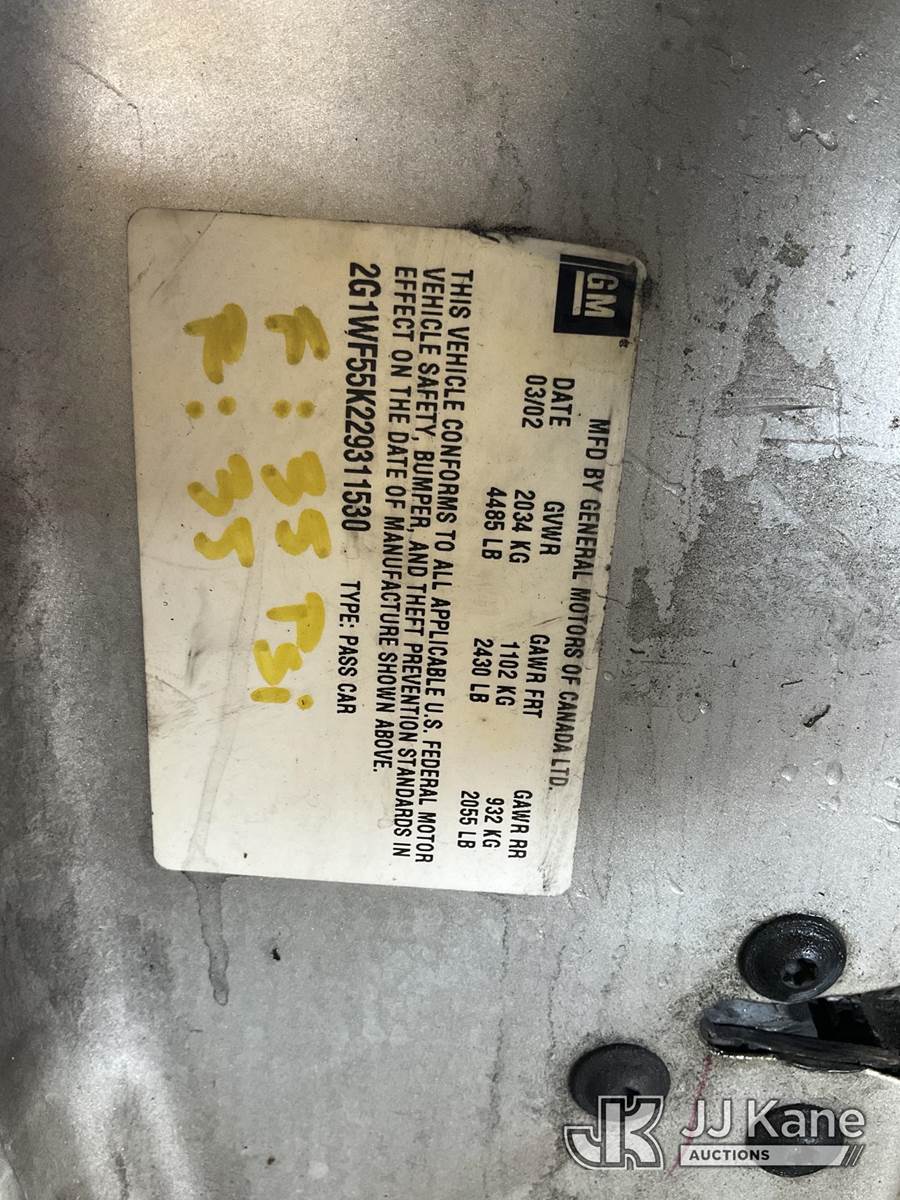 GM
MFD BY GENERAL MOTORS OF CANADA LTD.
DATE GVWR GAWR FRT GAWR RR
03/02 2034 KG 1102 KG 932 KG
4485 LB 2430 LB 2055 LB
THIS VEHICLE CONFORMS TO ALL APPLICABLE U.S. FEDERAL MOTOR
VEHICLE SAFETY, BUMPER, AND THEFT PREVENTION STANDARDS IN
EFFECT ON THE DATE OF MANUFACTURE SHOWN ABOVE.
2G1WF55K229311530 TYPE: PASS CAR
F: 35 PSi
R: 35
JK JJ Kane
AUCTIONS